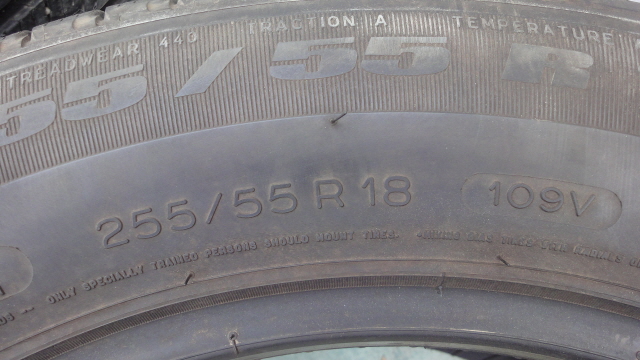 TREADWEAR 440 TRACTION A TEMPERATURE
55/55 R
255/55 R 18 109V
ONLY SPECIALLY TRAINED PERSONS SHOULD MOUNT TIRES.